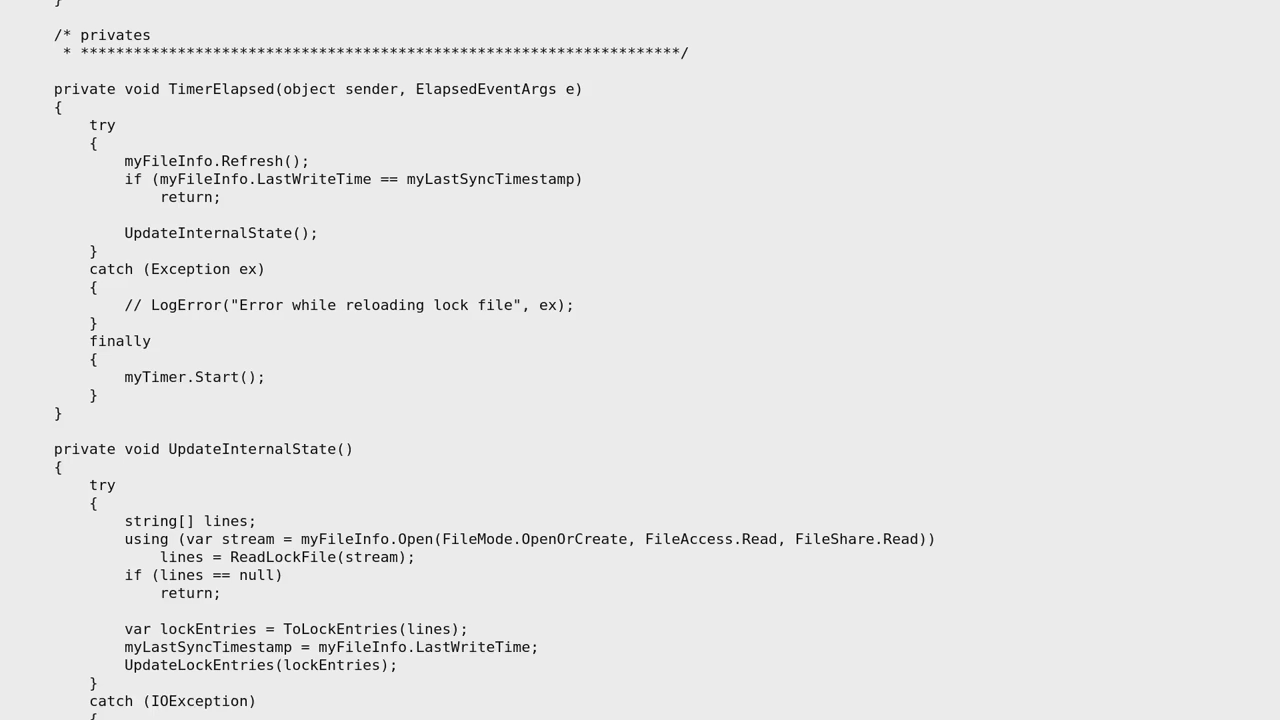 }
/* privates
 * ********************************************************************/
private void TimerElapsed(object sender, ElapsedEventArgs e)
{
    try
    {
        myFileInfo.Refresh();
        if (myFileInfo.LastWriteTime == myLastSyncTimestamp)
            return;

        UpdateInternalState();
    }
    catch (Exception ex)
    {
        // LogError("Error while reloading lock file", ex);
    }
    finally
    {
        myTimer.Start();
    }
}

private void UpdateInternalState()
{
    try
    {
        string[] lines;
        using (var stream = myFileInfo.Open(FileMode.OpenOrCreate, FileAccess.Read, FileShare.Read))
            lines = ReadLockFile(stream);
        if (lines == null)
            return;

        var lockEntries = ToLockEntries(lines);
        myLastSyncTimestamp = myFileInfo.LastWriteTime;
        UpdateLockEntries(lockEntries);
    }
    catch (IOException)
    {